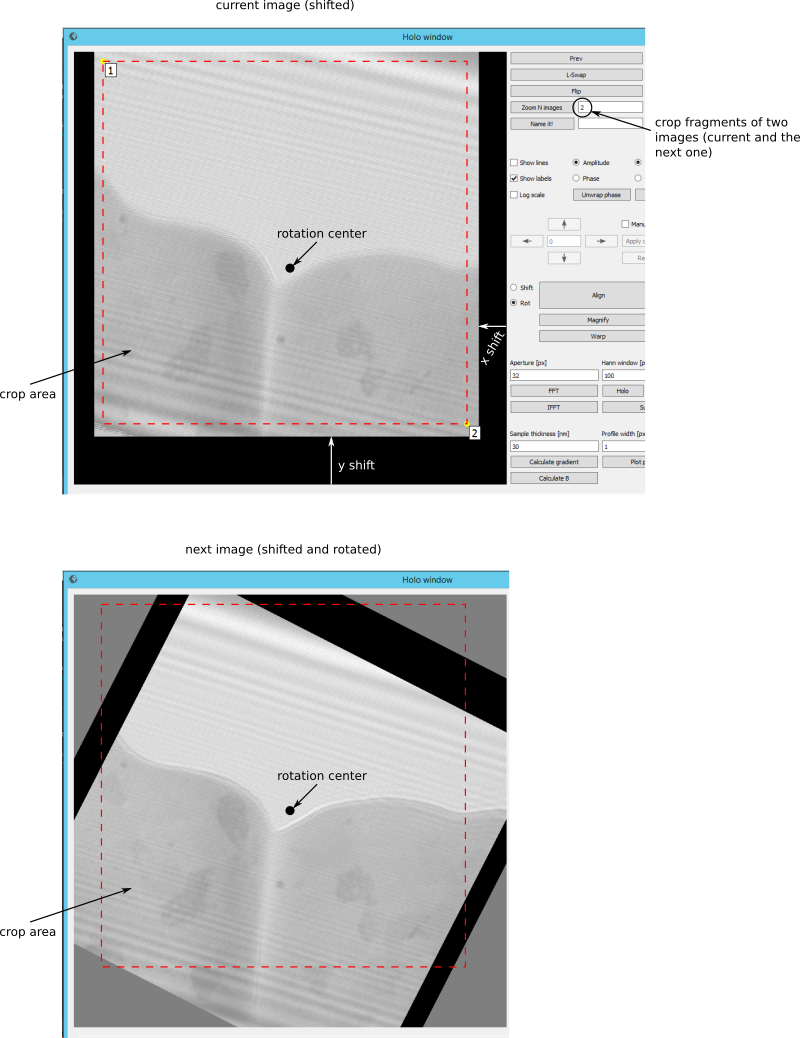 current image (shifted)
Holo window
1
Prev
L-Swap
Flip
Zoom N images 2
Name it!
crop fragments of two
images (current and the
next one)
Show lines Amplitude
Show labels Phase
Log scale Unwrap phase
Manu
0 Apply
Re
rotation center
Shift
Rot Align
Magnify
Warp
x shift
crop area
Aperture [px] Hann window [p
32 100
FFT Holo
IFFT Su
2
Sample thickness [nm] Profile width [px
30 1
y shift
Calculate gradient Plot p
Calculate B
next image (shifted and rotated)
Holo window
rotation center
crop area